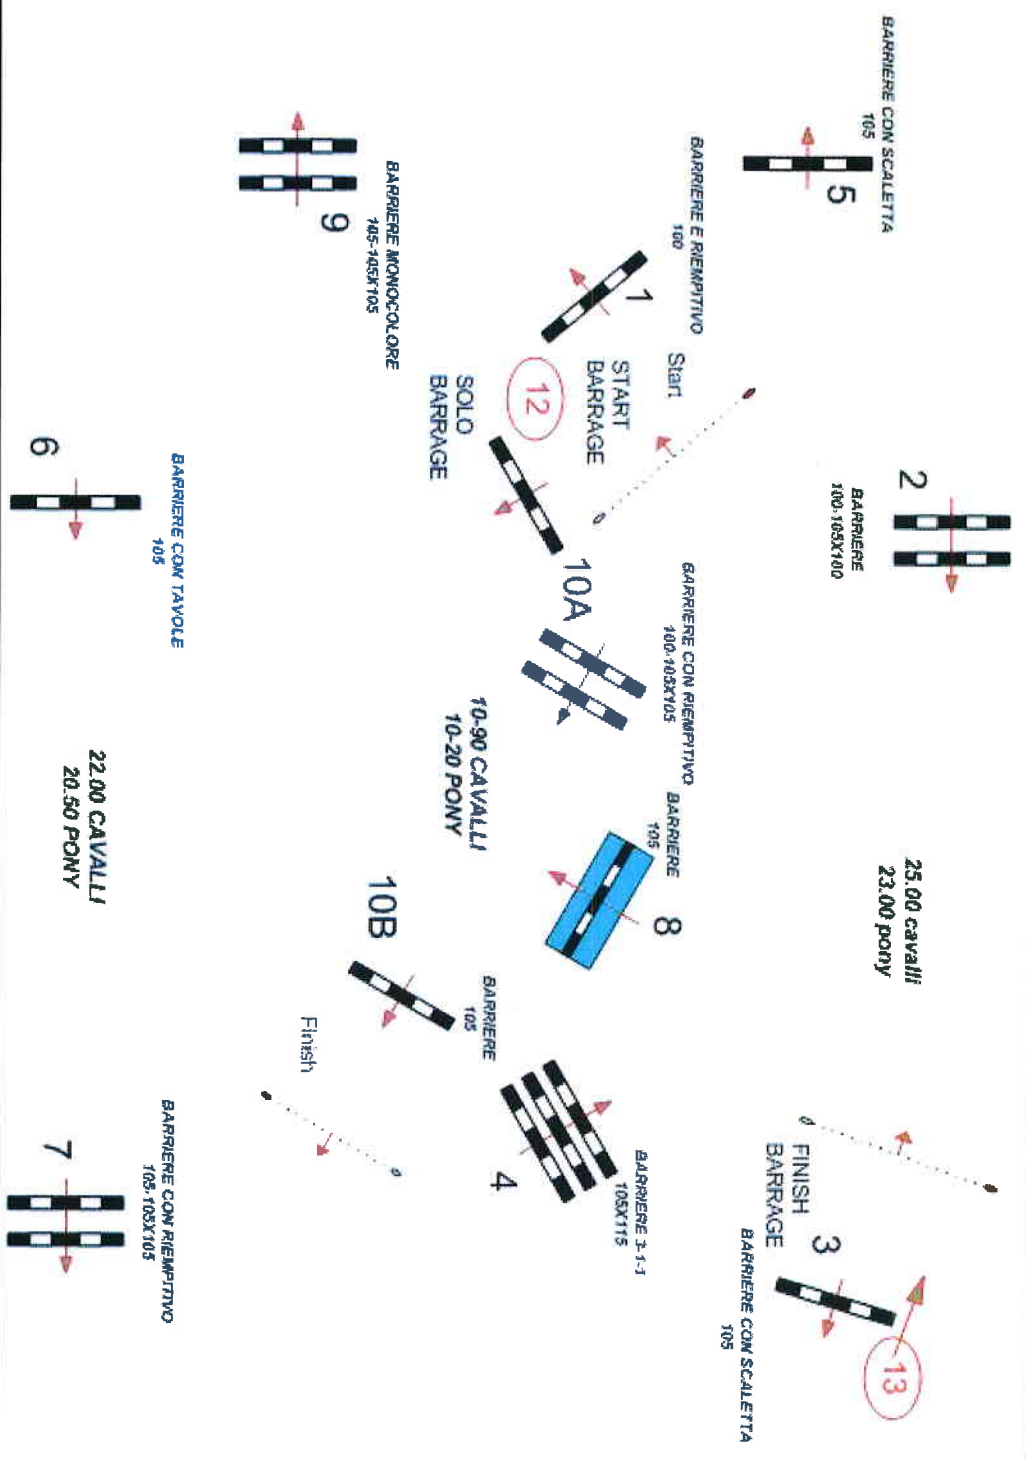 BARRIERE CON SCALETTA
105
5
BARRIERE E RIEMPITIVO
100
1
BARRIERE MONOCOLORE
105-105X105
9
Start
START
BARRAGE
12
SOLO
BARRAGE
2
BARRIERE
100-105X100
6
BARRIERE CON TAVOLE
105
10A
BARRIERE CON RIEMPITIVO
100-105X105
10-90 CAVALLI
10-20 PONY
22.00 CAVALLI
20.50 PONY
BARRIERE
105
8
25.00 cavalli
23.00 pony
10B
BARRIERE
105
Finish
4
BARRIERE 3-1-1
105X115
FINISH
BARRAGE
3
BARRIERE CON SCALETTA
105
13
7
BARRIERE CON RIEMPITIVO
105-105X105